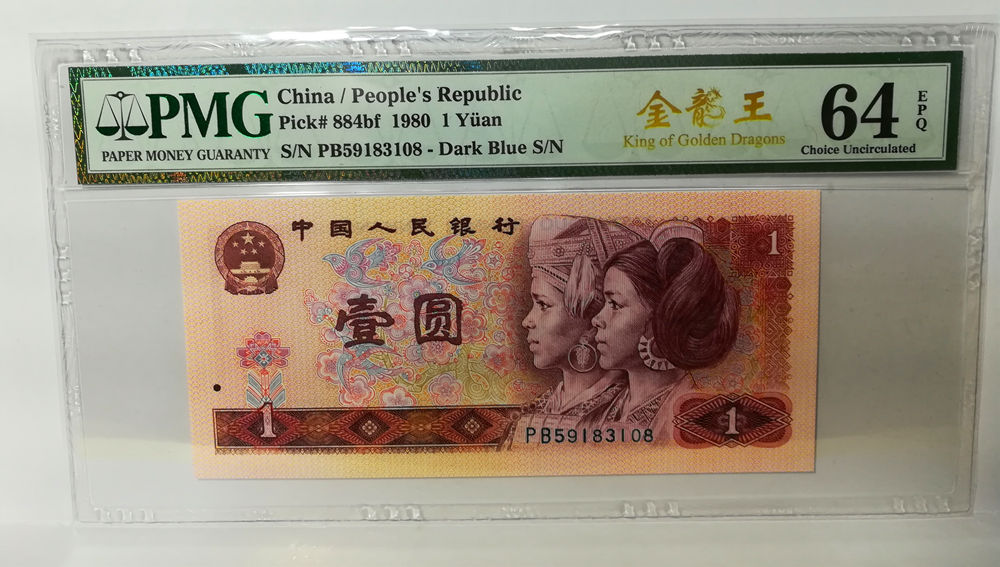 PMG
PAPER MONEY GUARANTY
China / People's Republic
Pick# 884bf 1980 1 Yüan
S/N PB59183108 - Dark Blue S/N
金龍王
King of Golden Dragons
64
EPQ
Choice Uncirculated
中国人民银行
1
壹圆
1
PB59183108
1